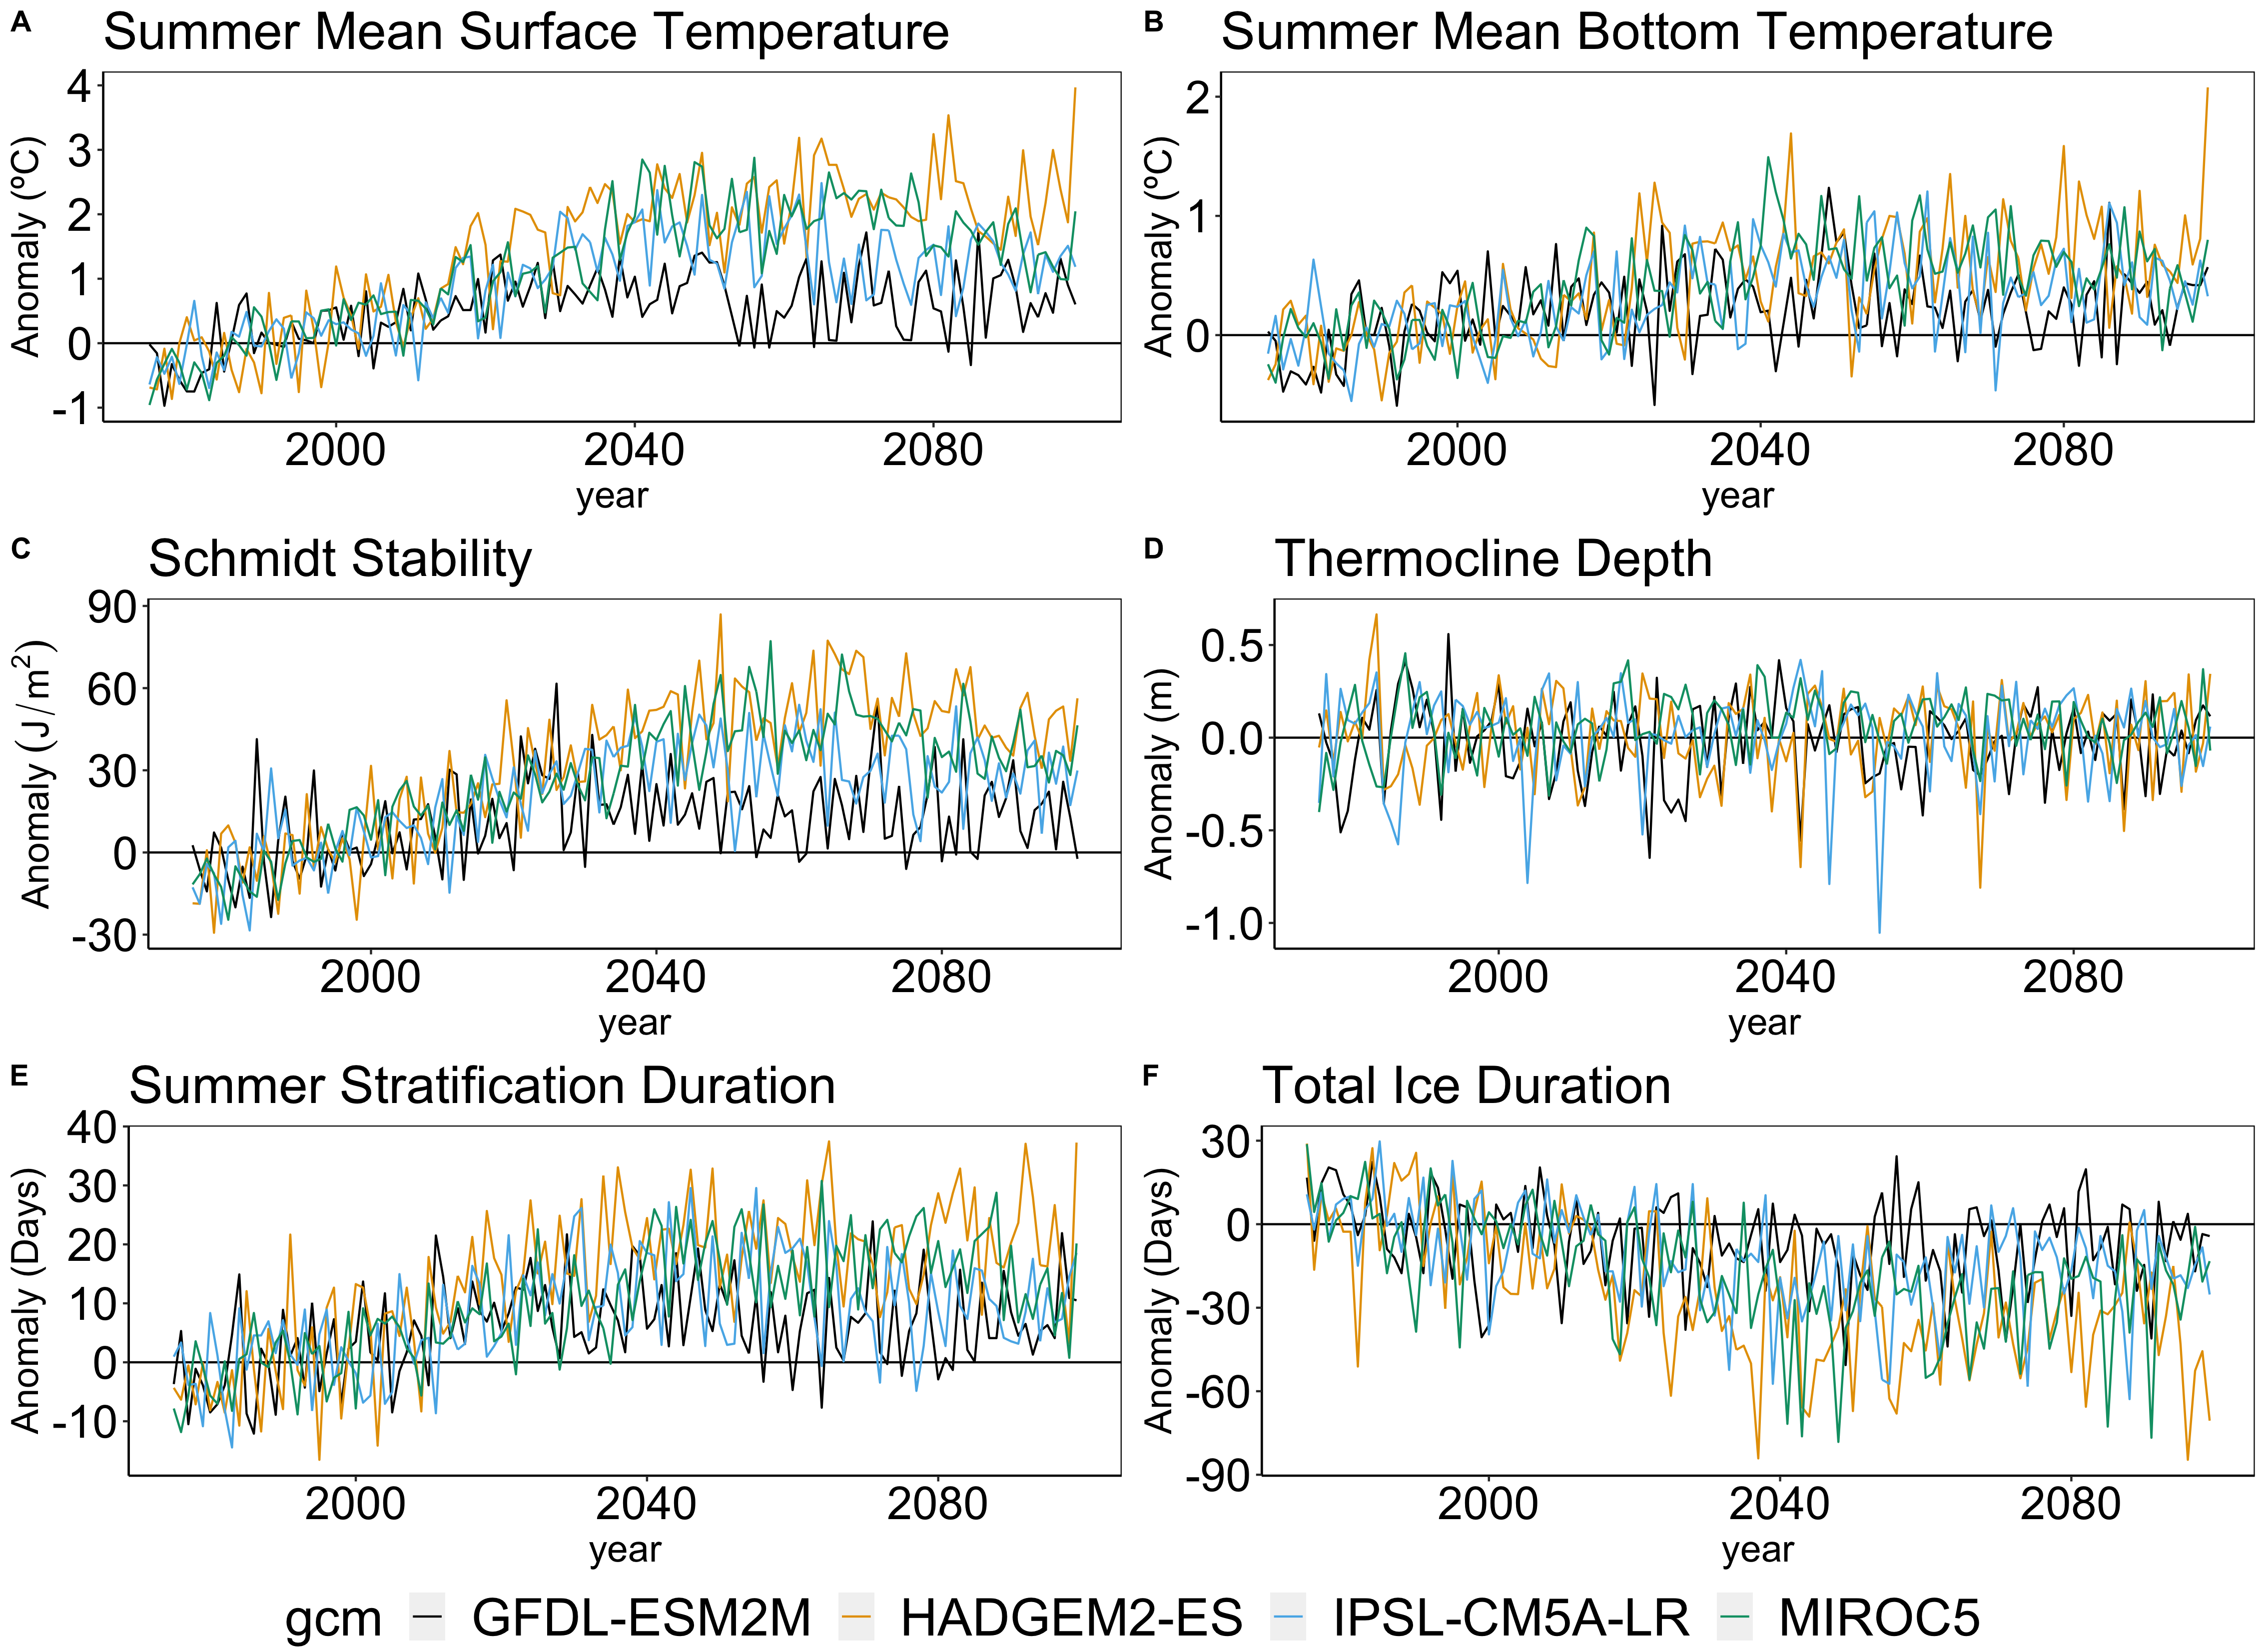 A
Summer Mean Surface Temperature
Anomaly (ºC)
4
3
2
1
0
-1
2000 2040 2080
year
B
Summer Mean Bottom Temperature
Anomaly (ºC)
2
1
0
2000 2040 2080
year
C
Schmidt Stability
Anomaly (J/m²)
90
60
30
0
-30
2000 2040 2080
year
D
Thermocline Depth
Anomaly (m)
0.5
0.0
-0.5
-1.0
2000 2040 2080
year
E
Summer Stratification Duration
Anomaly (Days)
40
30
20
10
0
-10
2000 2040 2080
year
F
Total Ice Duration
Anomaly (Days)
30
0
-30
-60
-90
2000 2040 2080
year
gcm GFDL-ESM2M HADGEM2-ES IPSL-CM5A-LR MIROC5